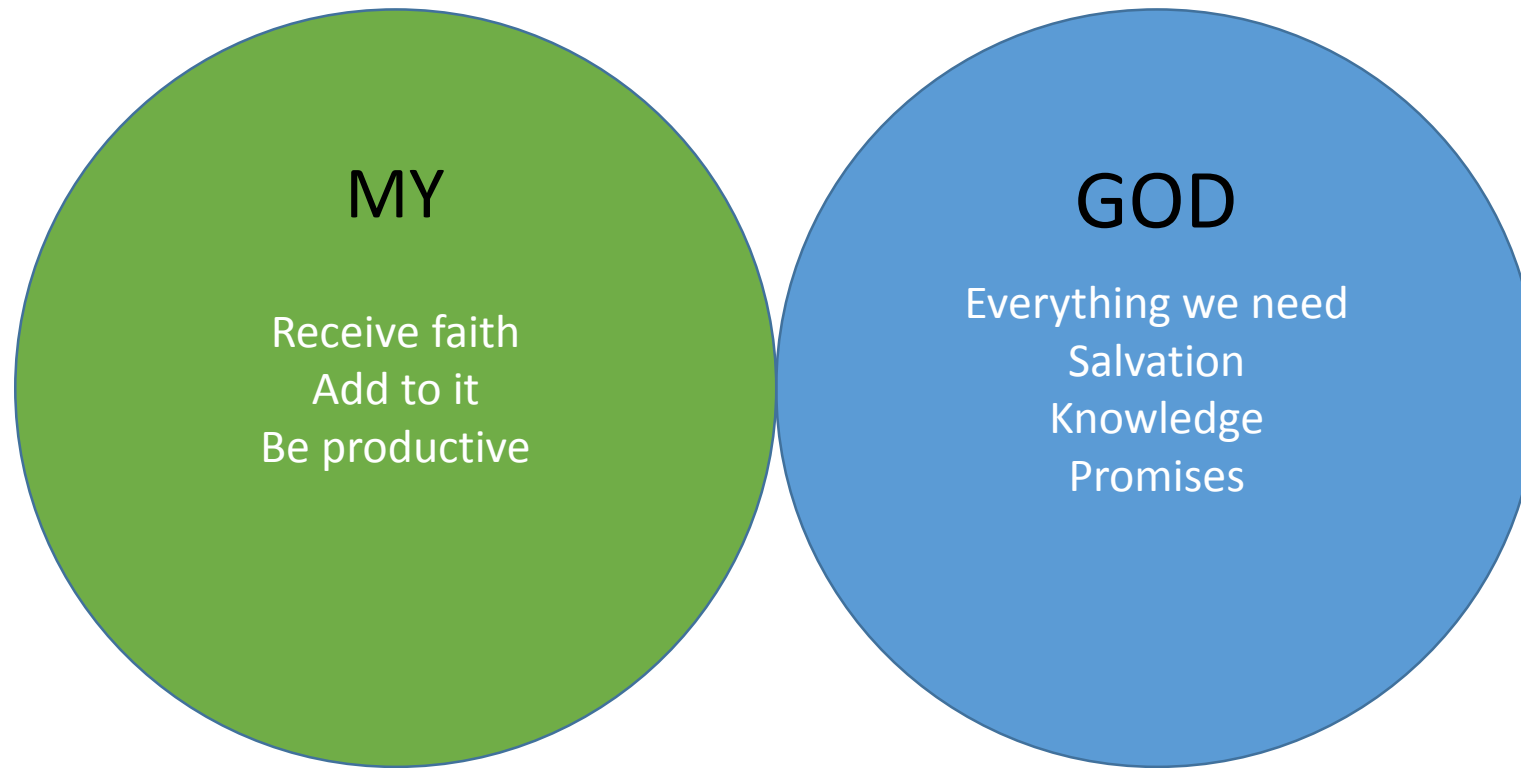 MY
Receive faith
Add to it
Be productive
GOD
Everything we need
Salvation
Knowledge
Promises